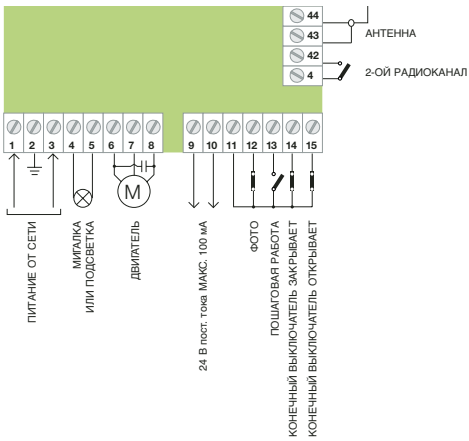 44
43
АНТЕННА
42
4
2-ОЙ РАДИОКАНАЛ
1 2 3 4 5 6 7 8 9 10 11 12 13 14 15
M
ПИТАНИЕ ОТ СЕТИ
МИГАЛКА
ИЛИ ПОДСВЕТКА
ДВИГАТЕЛЬ
24 В пост. тока МАКС. 100 мА
ФОТО
ПОШАГОВАЯ РАБОТА
КОНЕЧНЫЙ ВЫКЛЮЧАТЕЛЬ ЗАКРЫВАЕТ
КОНЕЧНЫЙ ВЫКЛЮЧАТЕЛЬ ОТКРЫВАЕТ